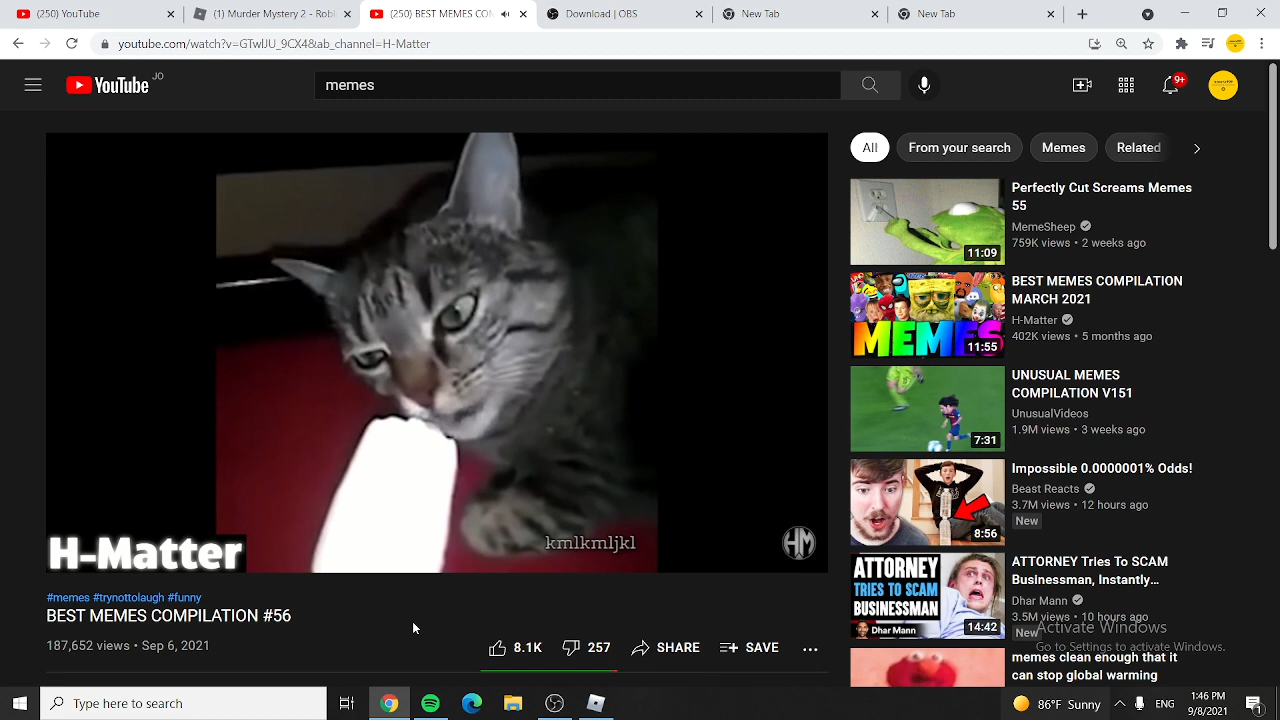 (250) YouTube
(1) Murder Mystery 2 - Robl
(250) BEST MEMES COM
Download | OBS
New Tab
New Tab
youtube.com/watch?v=GTwIJU_9CX4&ab_channel=H-Matter
YouTube JO
memes
9+
All
From your search
Memes
Related
Perfectly Cut Screams Memes
55
MemeSheep
759K views • 2 weeks ago
11:09
BEST MEMES COMPILATION
MARCH 2021
H-Matter
402K views • 5 months ago
MEMES
11:55
UNUSUAL MEMES
COMPILATION V151
UnusualVideos
1.9M views • 3 weeks ago
7:31
Impossible 0.0000001% Odds!
Beast Reacts
3.7M views • 12 hours ago
New
8:56
ATTORNEY
TRIES TO SCAM
BUSINESSMAN
Dhar Mann
14:42
ATTORNEY Tries To SCAM
Businessman, Instantly...
Dhar Mann
3.5M views • 10 hours ago
New
memes clean enough that it
can stop global warming
kmlkmljkl
HM
H-Matter
#memes #trynottolaugh #funny
BEST MEMES COMPILATION #56
187,652 views • Sep 6, 2021
8.1K
257
SHARE
SAVE
Activate Windows
Go to Settings to activate Windows.
Type here to search
86°F Sunny
1:46 PM
9/8/2021
1